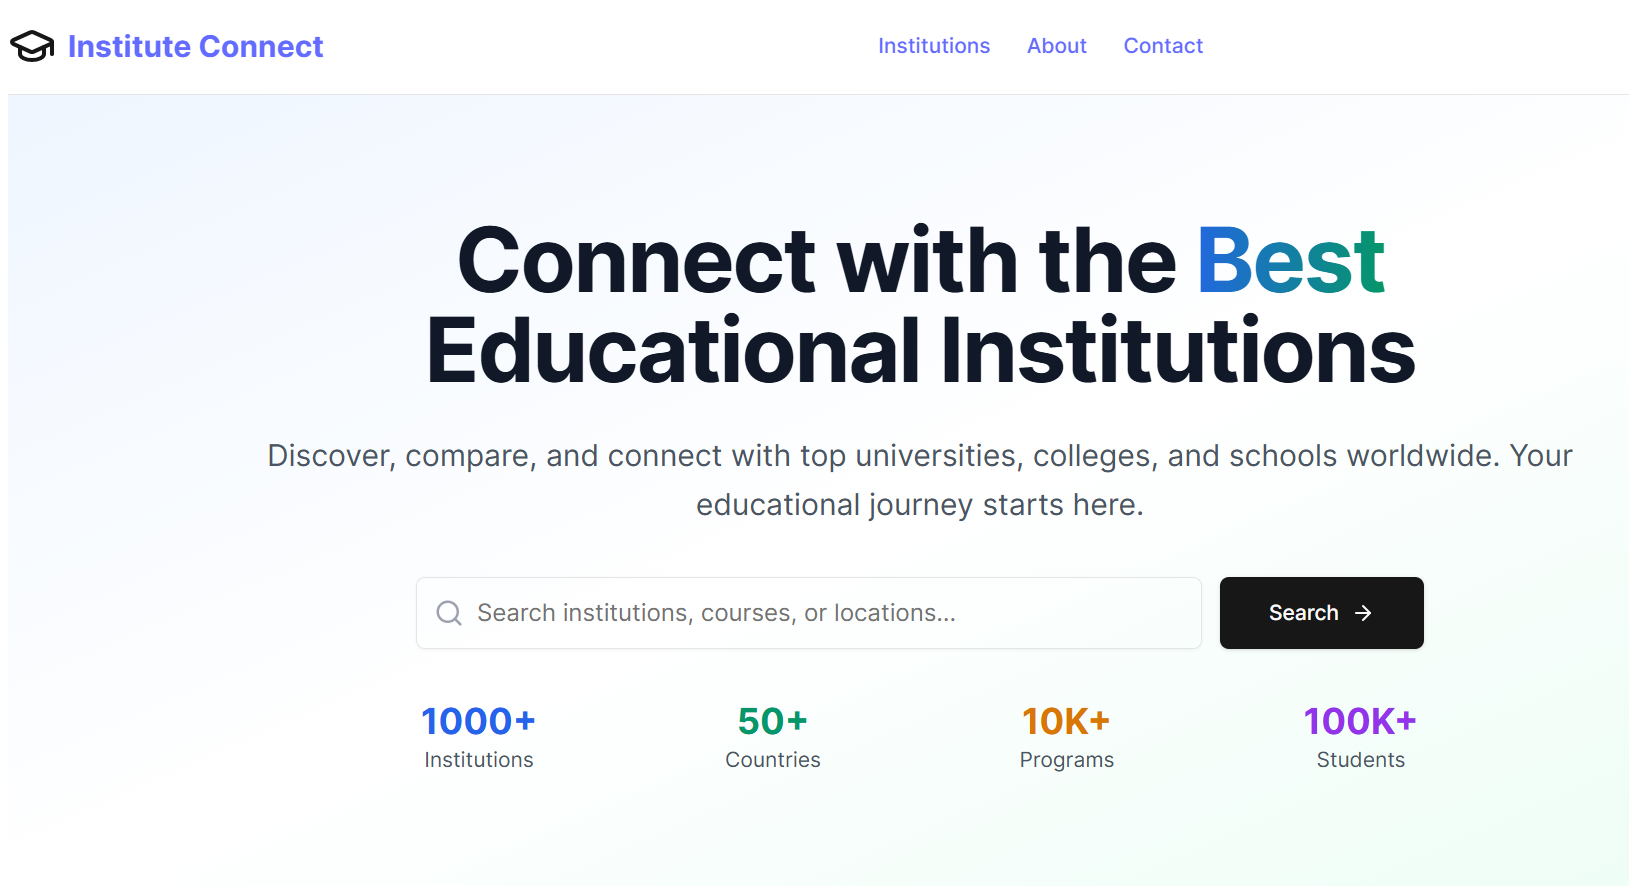 Institute Connect
Institutions About Contact
Connect with the Best
Educational Institutions
Discover, compare, and connect with top universities, colleges, and schools worldwide. Your
educational journey starts here.
Search institutions, courses, or locations...
Search
1000+ 50+ 10K+ 100K+
Institutions Countries Programs Students